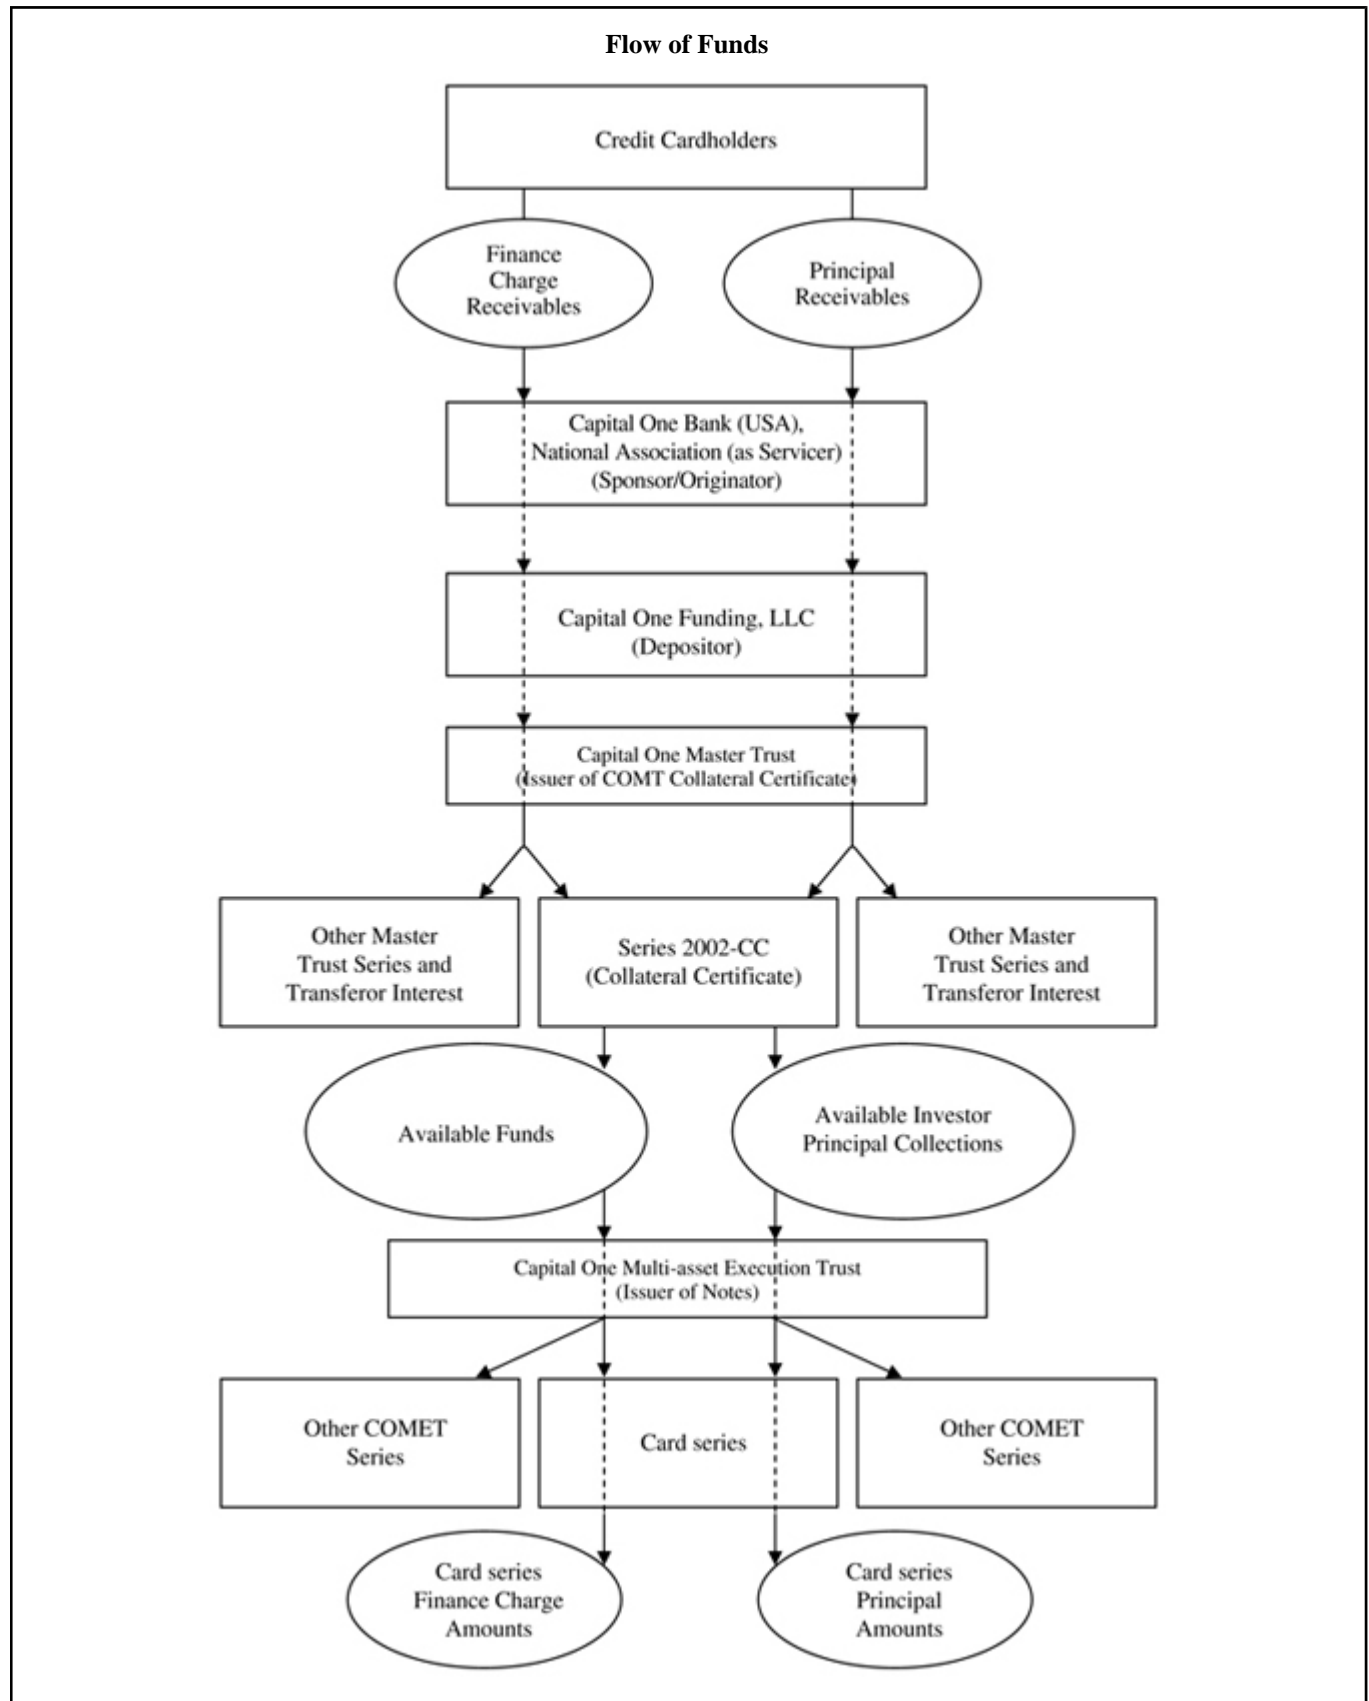 Flow of Funds
Credit Cardholders
Finance
Charge
Receivables
Principal
Receivables
Capital One Bank (USA),
National Association (as Servicer)
(Sponsor/Originator)
Capital One Funding, LLC
(Depositor)
Capital One Master Trust
(Issuer of COMT Collateral Certificate)
Other Master
Trust Series and
Transferor Interest
Series 2002-CC
(Collateral Certificate)
Other Master
Trust Series and
Transferor Interest
Available Funds
Available Investor
Principal Collections
Capital One Multi-asset Execution Trust
(Issuer of Notes)
Other COMET
Series
Card series
Other COMET
Series
Card series
Finance Charge
Amounts
Card series
Principal
Amounts